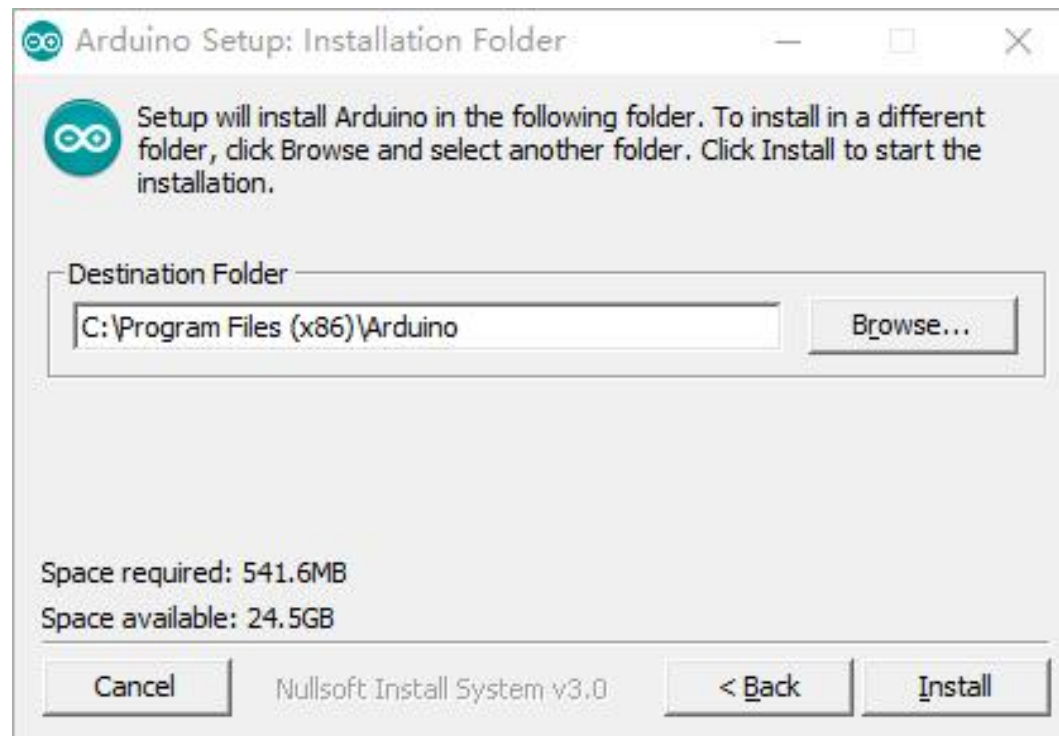 Arduino Setup: Installation Folder
Setup will install Arduino in the following folder. To install in a different
folder, click Browse and select another folder. Click Install to start the
installation.
Destination Folder
C:\Program Files (x86)\Arduino
Browse...
Space required: 541.6MB
Space available: 24.5GB
Cancel
Nullsoft Install System v3.0
< Back
Install